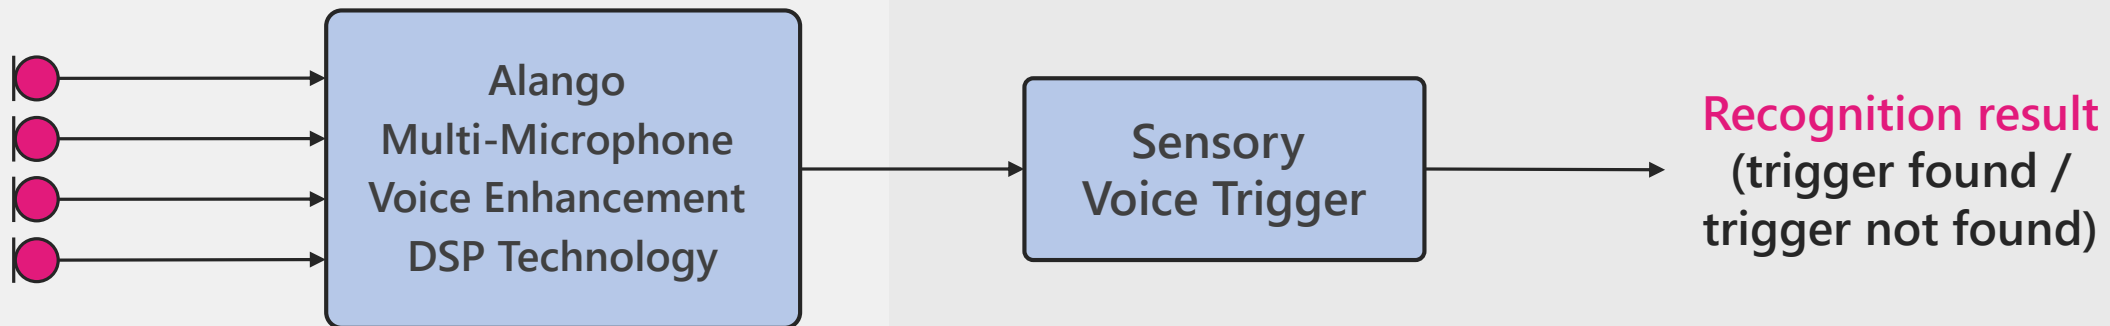 Alango
Multi-Microphone
Voice Enhancement
DSP Technology
Sensory
Voice Trigger
Recognition result
(trigger found /
trigger not found)